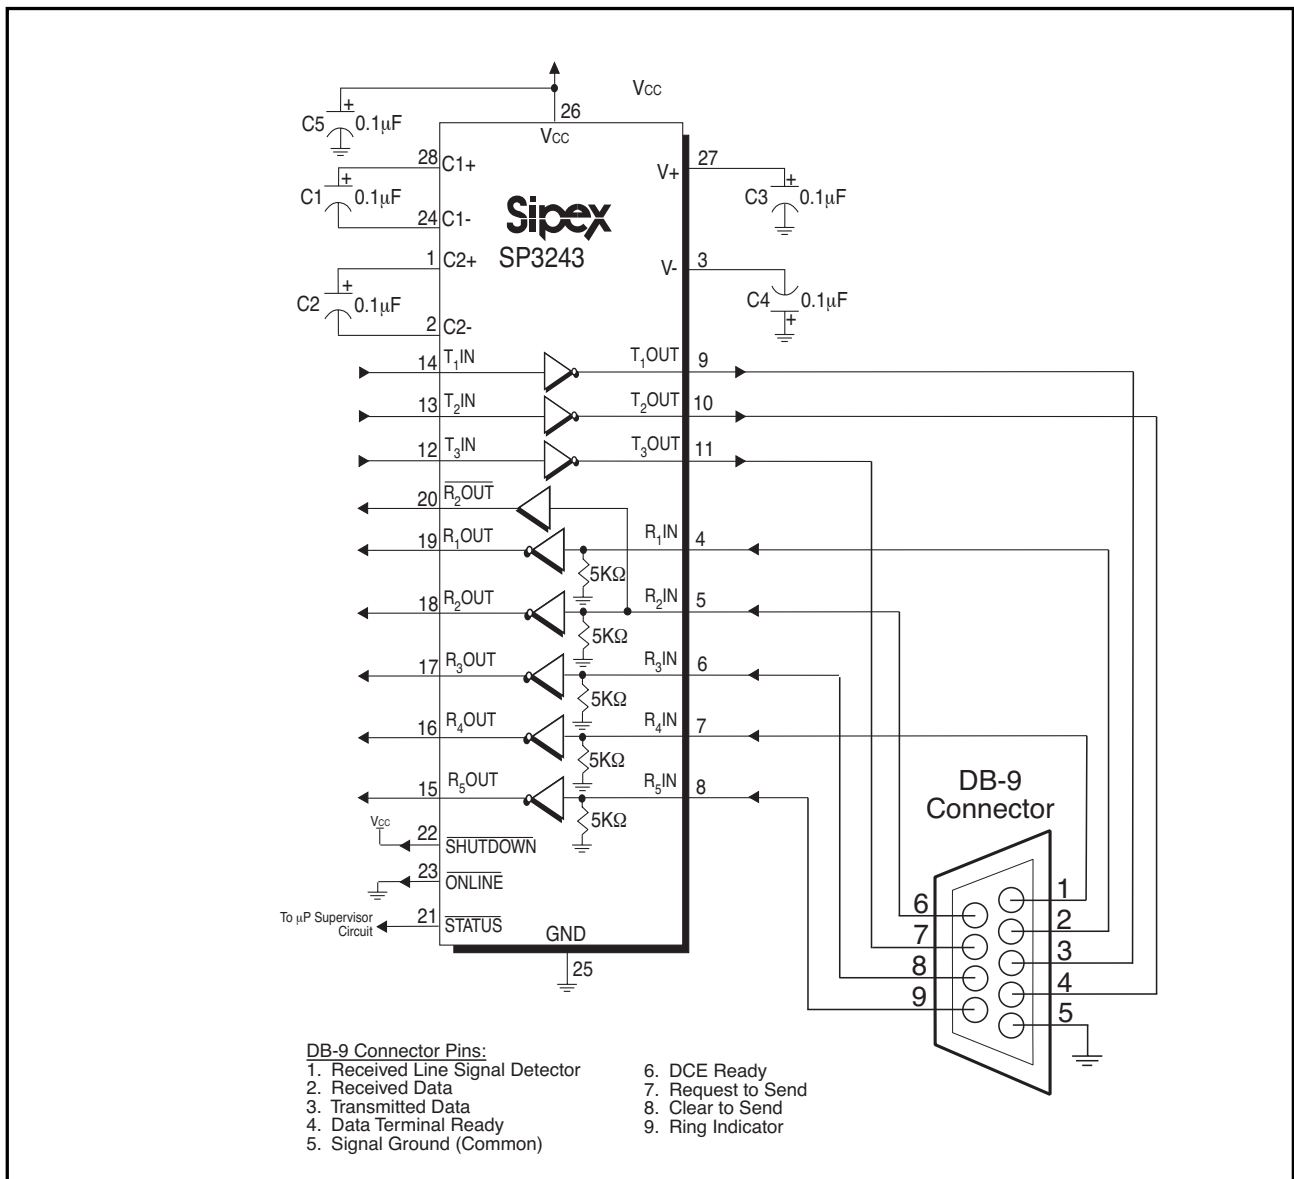 Vcc
26
Vcc
C5
+
0.1µF
28
C1+
C1
+
0.1µF
24
C1-
1
C2+
C2
+
0.1µF
2
C2-
Sipex
SP3243
V+
27
C3
+
0.1µF
V-
3
C4
0.1µF
+
14
T1IN
T1OUT
9
13
T2IN
T2OUT
10
12
T3IN
T3OUT
11
20
R2OUT
19
R1OUT
R1IN
4
5KΩ
18
R2OUT
R2IN
5
5KΩ
17
R3OUT
R3IN
6
5KΩ
16
R4OUT
R4IN
7
5KΩ
15
R5OUT
R5IN
8
5KΩ
Vcc
22
SHUTDOWN
23
ONLINE
To µP Supervisor
Circuit
21
STATUS
GND
25
DB-9
Connector
6
7
8
9
1
2
3
4
5
DB-9 Connector Pins:
1. Received Line Signal Detector
2. Received Data
3. Transmitted Data
4. Data Terminal Ready
5. Signal Ground (Common)
6. DCE Ready
7. Request to Send
8. Clear to Send
9. Ring Indicator